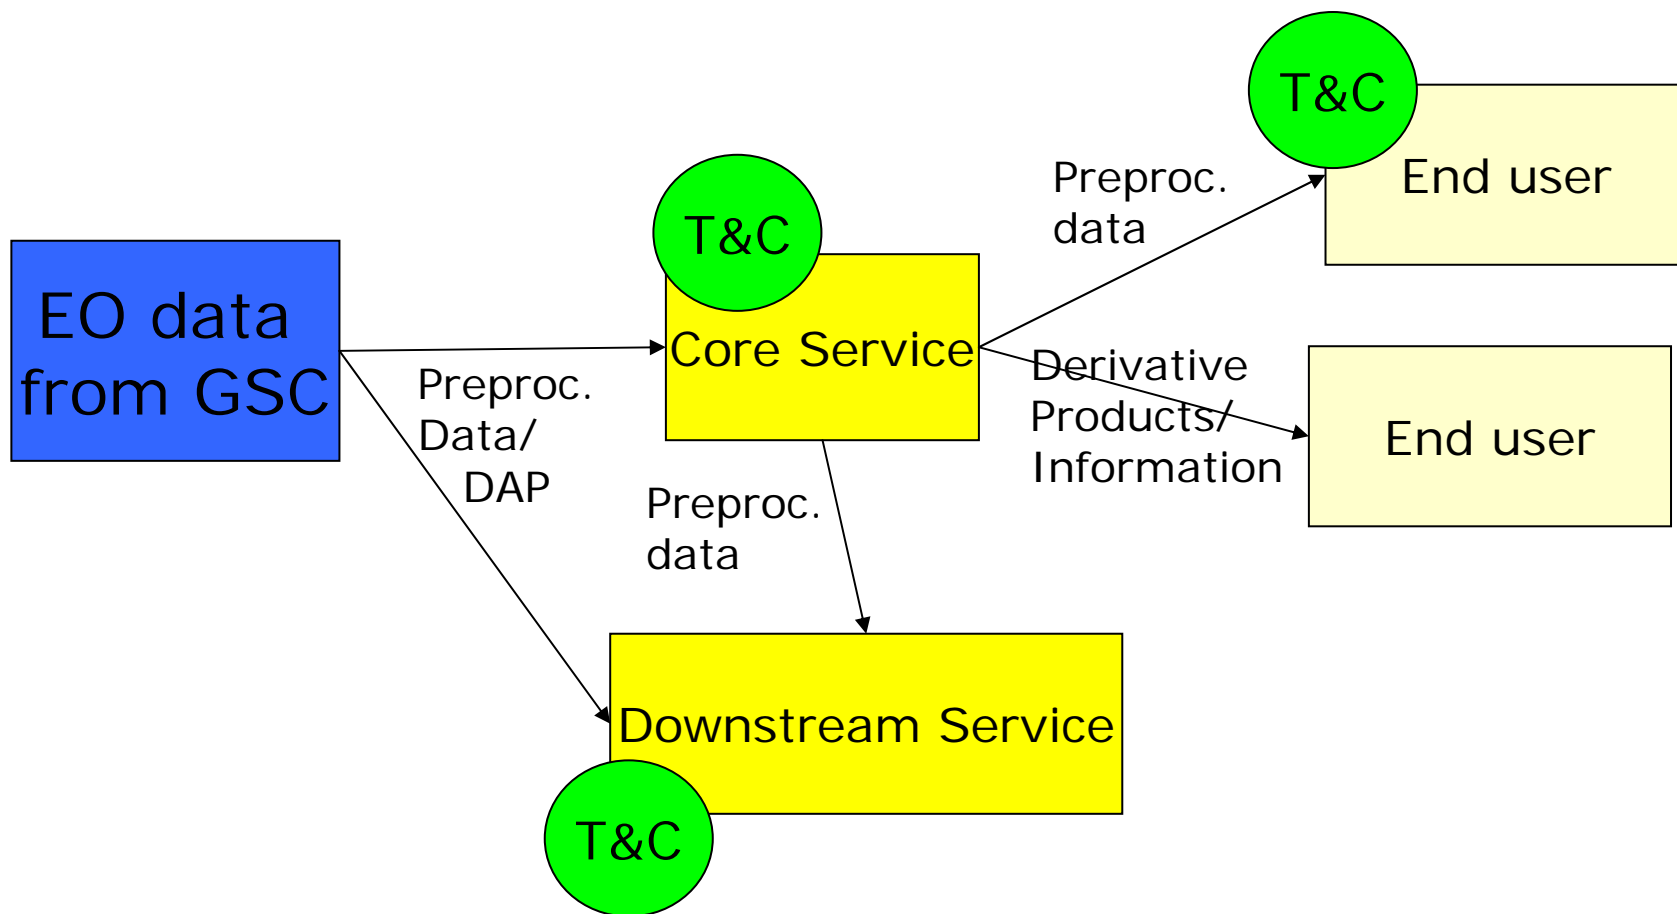 T&C
End user
Preproc.
data
T&C
EO data
from GSC
Core Service
Preproc.
Data/
DAP
Derivative
Products/
Information
End user
Preproc.
data
Downstream Service
T&C